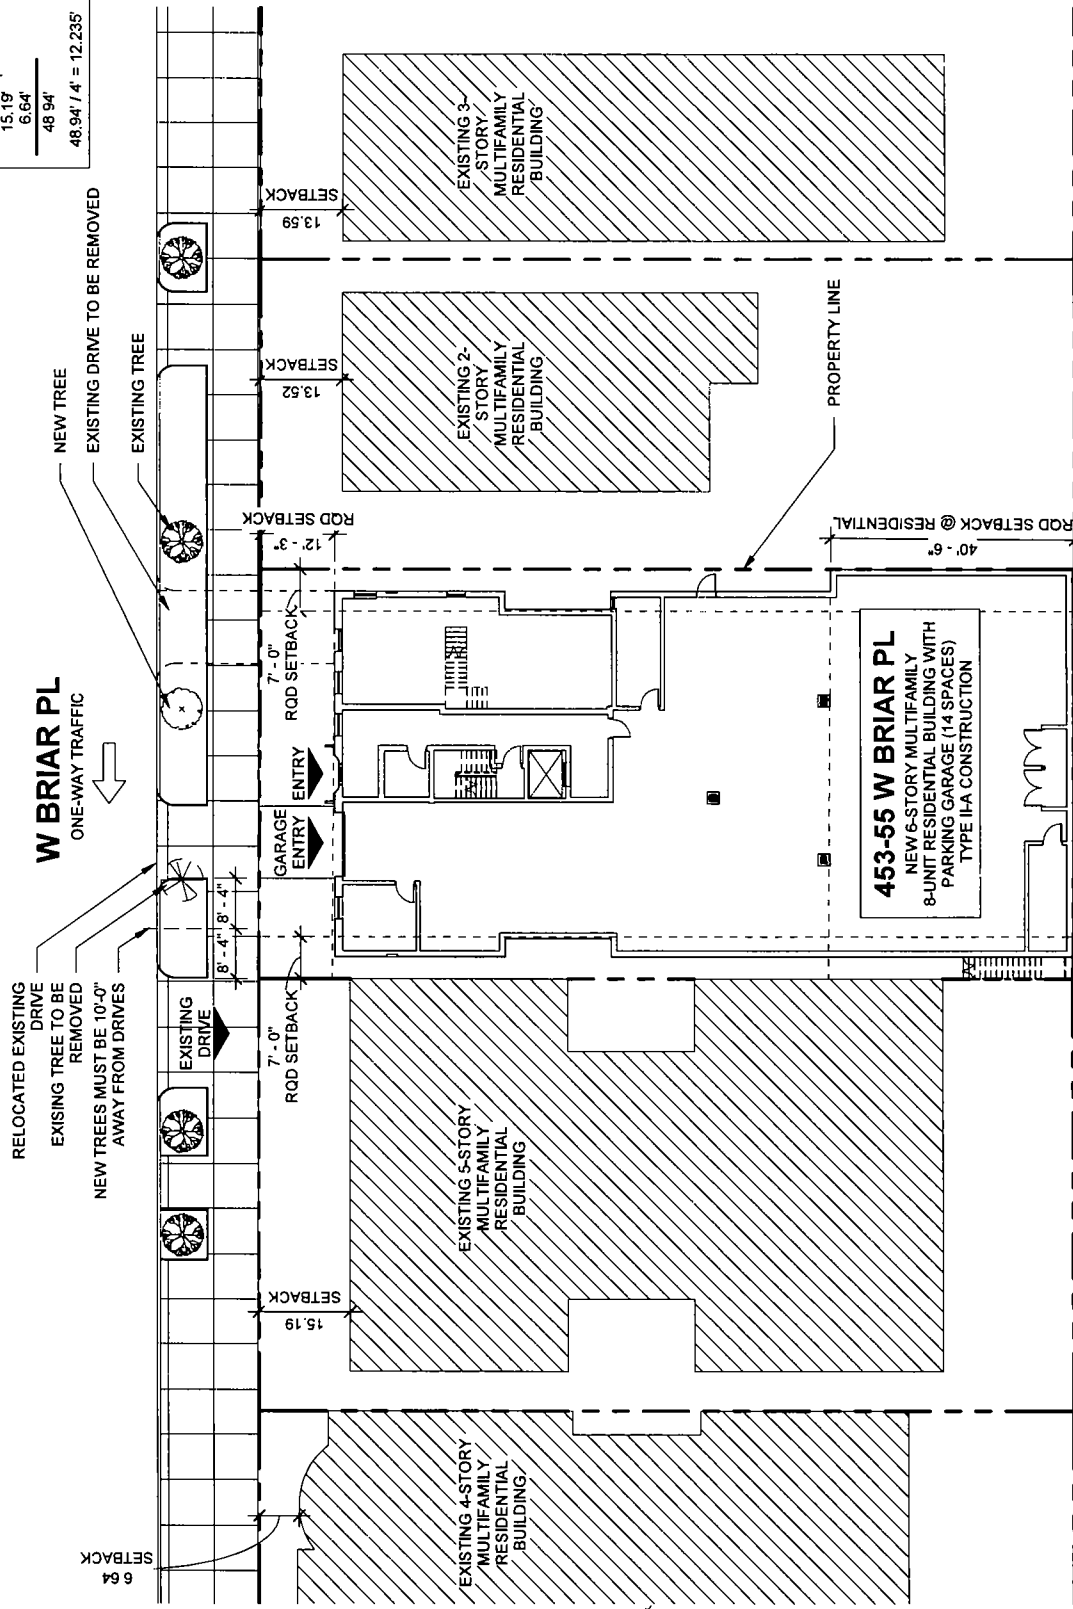 15.19'
6.64'
48.94'
48.94' / 4' = 12.235'
NEW TREE
EXISTING DRIVE TO BE REMOVED
EXISTING TREE
W BRIAR PL
ONE-WAY TRAFFIC
RELOCATED EXISTING
DRIVE
EXISING TREE TO BE
REMOVED
NEW TREES MUST BE 10'-0"
AWAY FROM DRIVES
8' - 4"
8' - 4"
EXISTING
DRIVE
GARAGE
ENTRY
ENTRY
7' - 0"
RQD SETBACK
7' - 0"
RQD SETBACK
12' - 3"
RQD SETBACK
13.52
SETBACK
13.59
SETBACK
15.19
SETBACK
6.64
SETBACK
40' - 6"
RQD SETBACK @ RESIDENTIAL
PROPERTY LINE
EXISTING 3-
STORY
MULTIFAMILY
RESIDENTIAL
BUILDING
EXISTING 2-
STORY
MULTIFAMILY
RESIDENTIAL
BUILDING
453-55 W BRIAR PL
NEW 6-STORY MULTIFAMILY
8-UNIT RESIDENTIAL BUILDING WITH
PARKING GARAGE (14 SPACES)
TYPE II-A CONSTRUCTION
EXISTING 5-STORY
MULTIFAMILY
RESIDENTIAL
BUILDING
EXISTING 4-STORY
MULTIFAMILY
RESIDENTIAL
BUILDING